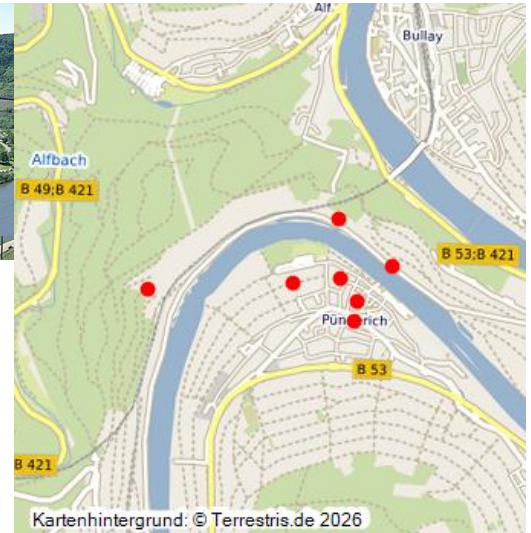 Alf
Bullay
Alfbach
B 49;B 421
B 53;B 421
Pünderich
B 53
B 421
Kartenhintergrund: © Terrestris.de 2026